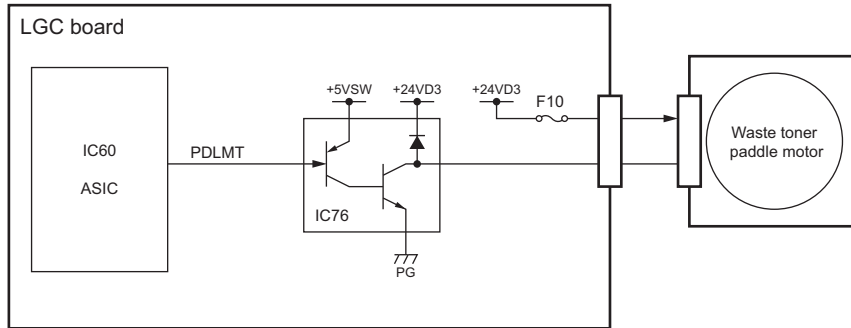 LGC board
+5VSW
+24VD3
+24VD3
F10
IC60
ASIC
PDLMT
IC76
PG
Waste toner
paddle motor